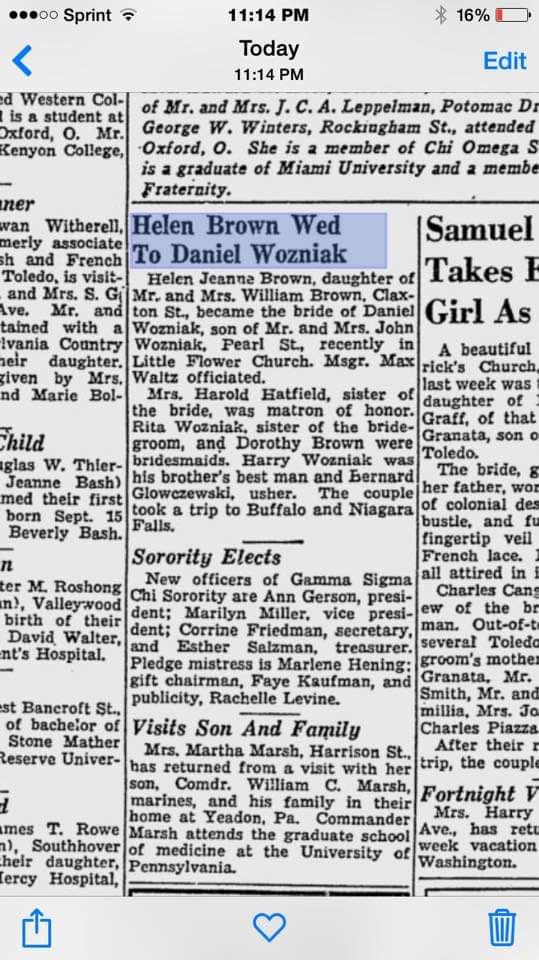 Sprint
11:14 PM
16%
Today
11:14 PM
Edit
ed Western Col-
l is a student at
Oxford, O. Mr.
Kenyon College,
nner
wan Witherell,
merly associate
sh and French
Toledo, is visit-
and Mrs. S. G.
Ave. Mr. and
tained with a
lvania Country
heir daughter.
given by Mrs.
nd Marie Bol-
Child
uglas W. Thier-
Jeanne Bash)
med their first
born Sept. 15
Beverly Bash.
n
ter M. Roshong
an), Valleywood
birth of their
David Walter,
nt's Hospital.
est Bancroft St.,
of bachelor of
Stone Mather
Reserve Univer-
d
ames T. Rowe
n), Southhover
their daughter,
Mercy Hospital,
of Mr. and Mrs. J. C. A. Leppelman, Potomac Dr
George W. Winters, Rockingham St., attended
Oxford, O. She is a member of Chi Omega S
is a graduate of Miami University and a membe
Fraternity.
Helen Brown Wed
To Daniel Wozniak
Helen Jeanne Brown, daughter of
Mr. and Mrs. William Brown, Clax-
ton St., became the bride of Daniel
Wozniak, son of Mr. and Mrs. John
Wozniak, Pearl St., recently in
Little Flower Church. Msgr. Max
Waltz officiated.
Mrs. Harold Hatfield, sister of
the bride, was matron of honor.
Rita Wozniak, sister of the bride-
groom, and Dorothy Brown were
bridesmaids. Harry Wozniak was
his brother's best man and Bernard
Glowczewski, usher. The couple
took a trip to Buffalo and Niagara
Falls.
Sorority Elects
New officers of Gamma Sigma
Chi Sorority are Ann Gerson, presi-
dent; Marilyn Miller, vice presi-
dent; Corrine Friedman, secretary,
and Esther Salzman, treasurer.
Pledge mistress is Marlene Hening;
gift chairman, Faye Kaufman, and
publicity, Rachelle Levine.
Visits Son And Family
Mrs. Martha Marsh, Harrison St.,
has returned from a visit with her
son, Comdr. William C. Marsh,
marines, and his family in their
home at Yeadon, Pa. Commander
Marsh attends the graduate school
of medicine at the University of
Pennsylvania.
Samuel
Takes
Girl As
A beautiful
rick's Church,
last week was
daughter of
Graff, of that
Granata, son o
Toledo.
The bride, g
her father, wor
of colonial des
bustle, and fu
fingertip veil
French lace.
all attired in i
Charles Cang
ew of the br
man. Out-of-t
several Toledo
groom's mothe
Granata, Mr.
Smith, Mr. and
millia, Mrs. Jo
Charles Piazza
After their r
trip, the couple
Fortnight V
Mrs. Harry
Ave., has retu
week vacation
Washington.